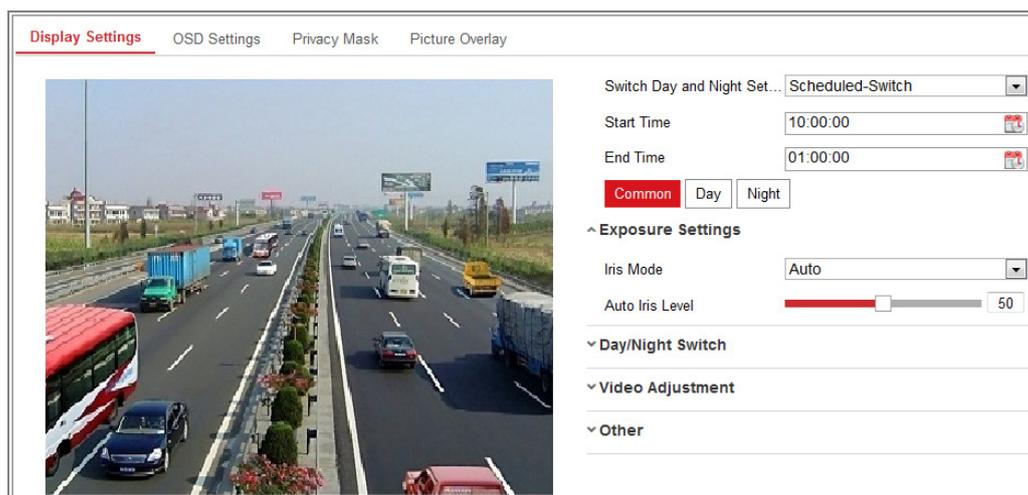 Display Settings OSD Settings Privacy Mask Picture Overlay
Switch Day and Night Set... Scheduled-Switch
Start Time 10:00:00
End Time 01:00:00
Common Day Night
Exposure Settings
Iris Mode Auto
Auto Iris Level 50
Day/Night Switch
Video Adjustment
Other